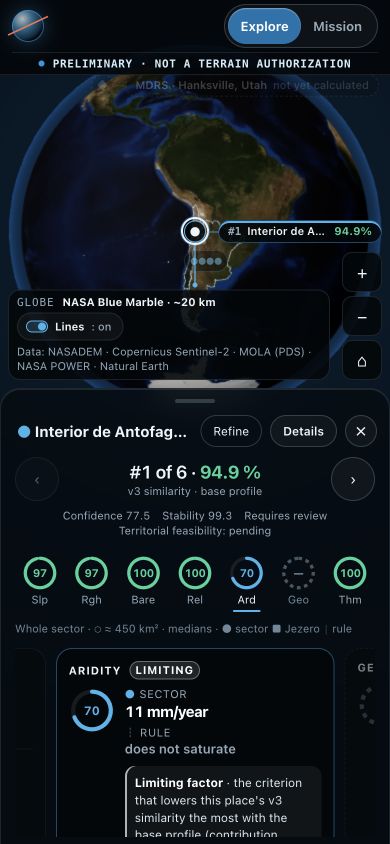 Explore Mission
PRELIMINARY · NOT A TERRAIN AUTHORIZATION
MDRS · Hanksville, Utah not yet calculated
#1 Interior de A... 94.9%
+
GLOBE NASA Blue Marble · ~20 km
Lines : on
−
Data: NASADEM · Copernicus Sentinel-2 · MOLA (PDS) ·
NASA POWER · Natural Earth
Interior de Antofag... Refine Details ✕
‹ #1 of 6 · 94.9 % ›
v3 similarity · base profile
Confidence 77.5 Stability 99.3 Requires review
Territorial feasibility: pending
97 97 100 100 70 — 100
Slp Rgh Bare Rel Ard Geo Thm
Whole sector · ⬡ ≈ 450 km² · medians · ● sector ■ Jezero ┆ rule
ARIDITY LIMITING GE
70
SECTOR
11 mm/year
┆ RULE
does not saturate
Limiting factor · the criterion
that lowers this place's v3
similarity the most with the
base profile (contribution